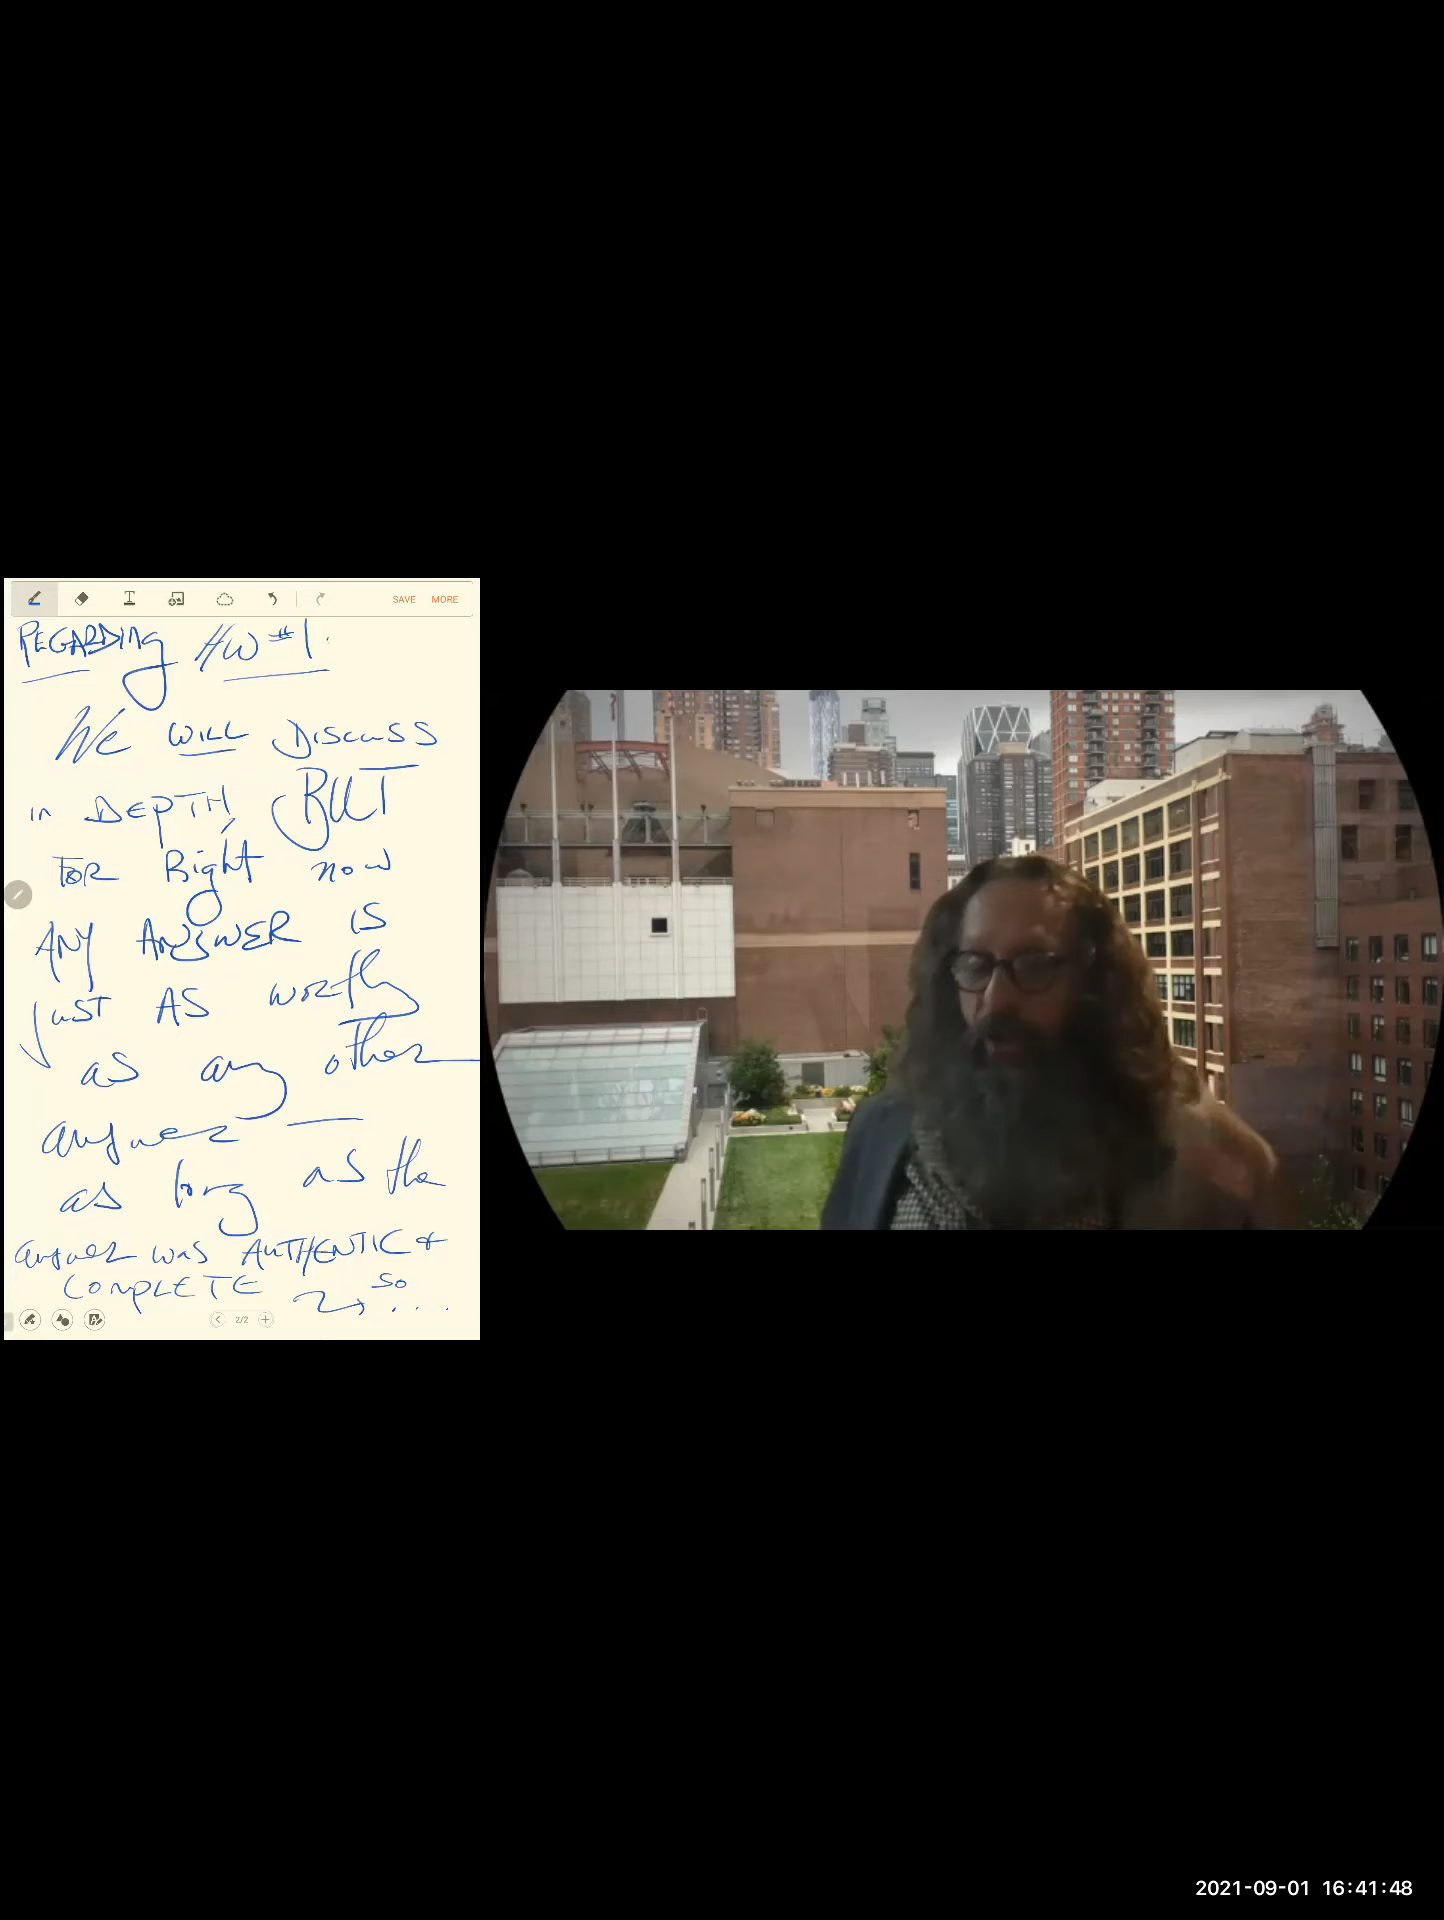 SAVE MORE
REGARDING HW #1.
WE WILL DISCUSS
in DEPTH, BUT
FOR Right now
ANY ANSWER IS
JUST AS worthy
as any other
answer —
as long as the
answer was AUTHENTIC &
COMPLETE so ...
2/2
2021-09-01 16:41:48